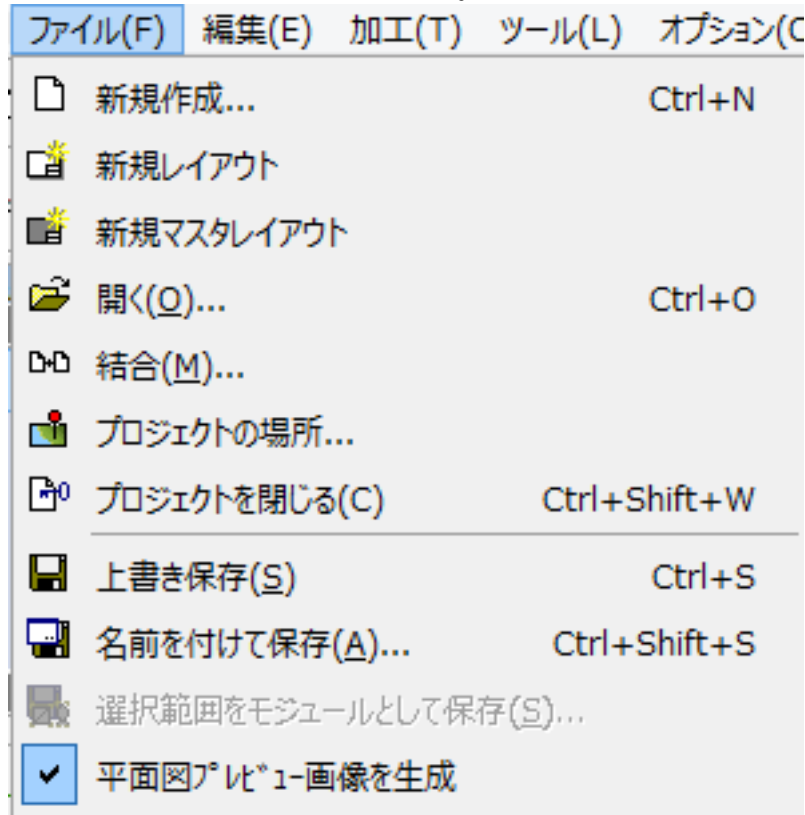 ファイル(F) 編集(E) 加工(T) ツール(L) オプション(O
新規作成... Ctrl+N
新規レイアウト
新規マスタレイアウト
開く(O)... Ctrl+O
結合(M)...
プロジェクトの場所...
プロジェクトを閉じる(C) Ctrl+Shift+W
上書き保存(S) Ctrl+S
名前を付けて保存(A)... Ctrl+Shift+S
選択範囲をモジュールとして保存(S)...
平面図プレビュー画像を生成